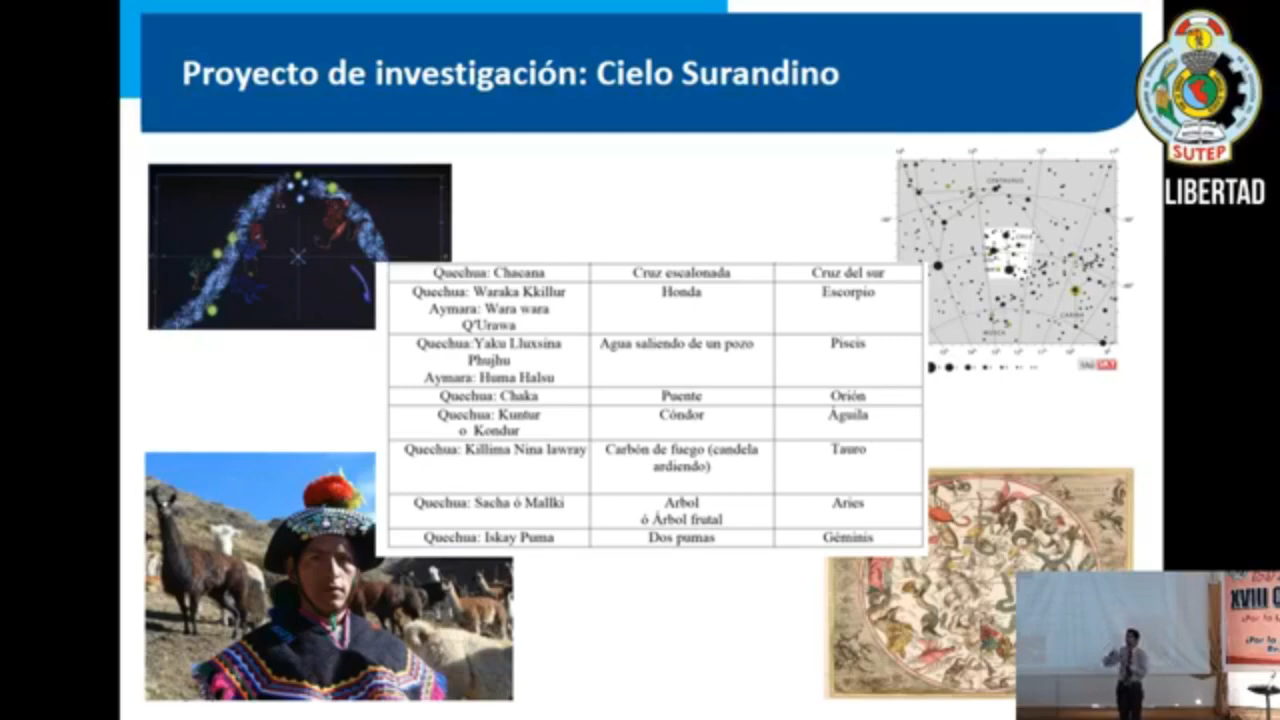 Proyecto de investigación: Cielo Surandino
SUTEP
LIBERTAD
CENTAURUS
Quechua: Chacana Cruz escalonada Cruz del sur
Quechua: Waraka Kkillur Honda Escorpio
Aymara: Wara wara
Q'Urawa
Quechua:Yaku Lluxsina Agua saliendo de un pozo Piscis
Phujhu
Aymara: Huma Halsu
Quechua: Chaka Puente Orión
Quechua: Kuntur Cóndor Águila
o Kondur
Quechua: Killima Nina lawray Carbón de fuego (candela Tauro
ardiendo)
Quechua: Sacha ó Mallki Arbol Aries
ó Árbol frutal
Quechua: Iskay Puma Dos pumas Géminis
CARINA
MUSCA
XVIII C